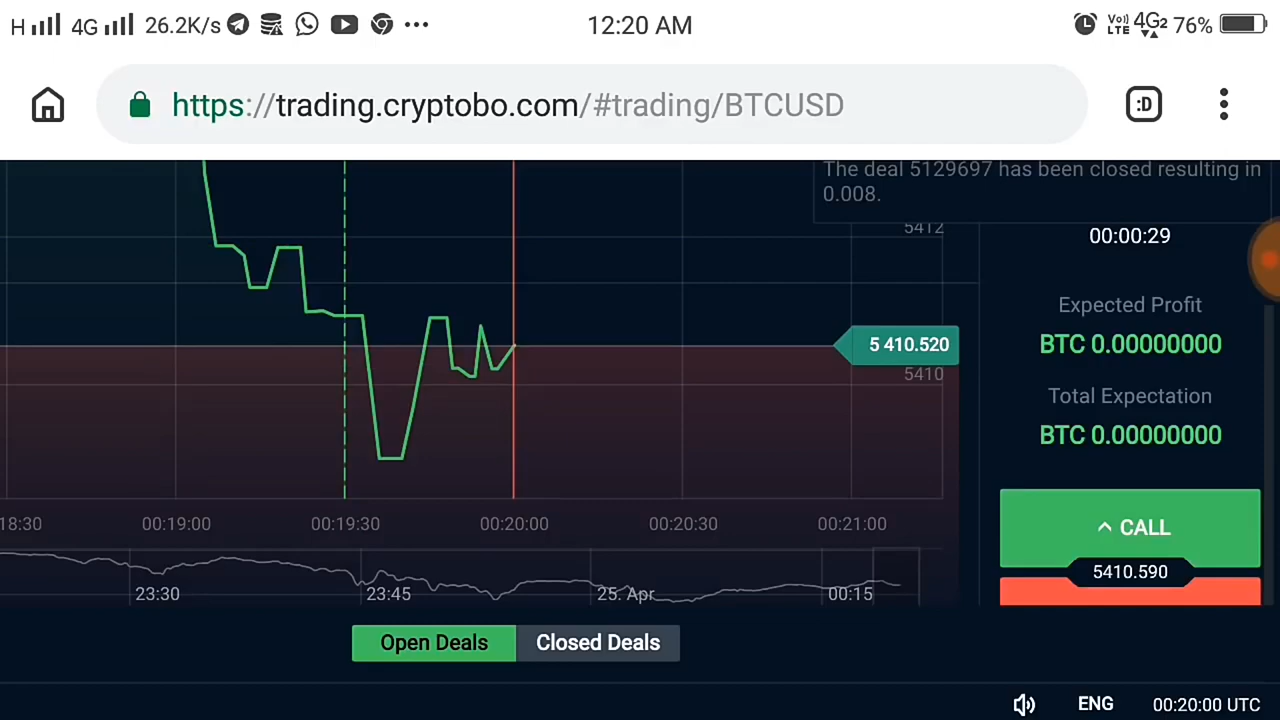 H 4G 26.2K/s 12:20 AM Vo) LTE 4G2 76%
https://trading.cryptobo.com/#trading/BTCUSD :D
The deal 5129697 has been closed resulting in
0.008.
5412
00:00:29
Expected Profit
5 410.520
BTC 0.00000000
5410
Total Expectation
BTC 0.00000000
18:30 00:19:00 00:19:30 00:20:00 00:20:30 00:21:00
CALL
5410.590
23:30 23:45 25. Apr 00:15
Open Deals Closed Deals
ENG 00:20:00 UTC